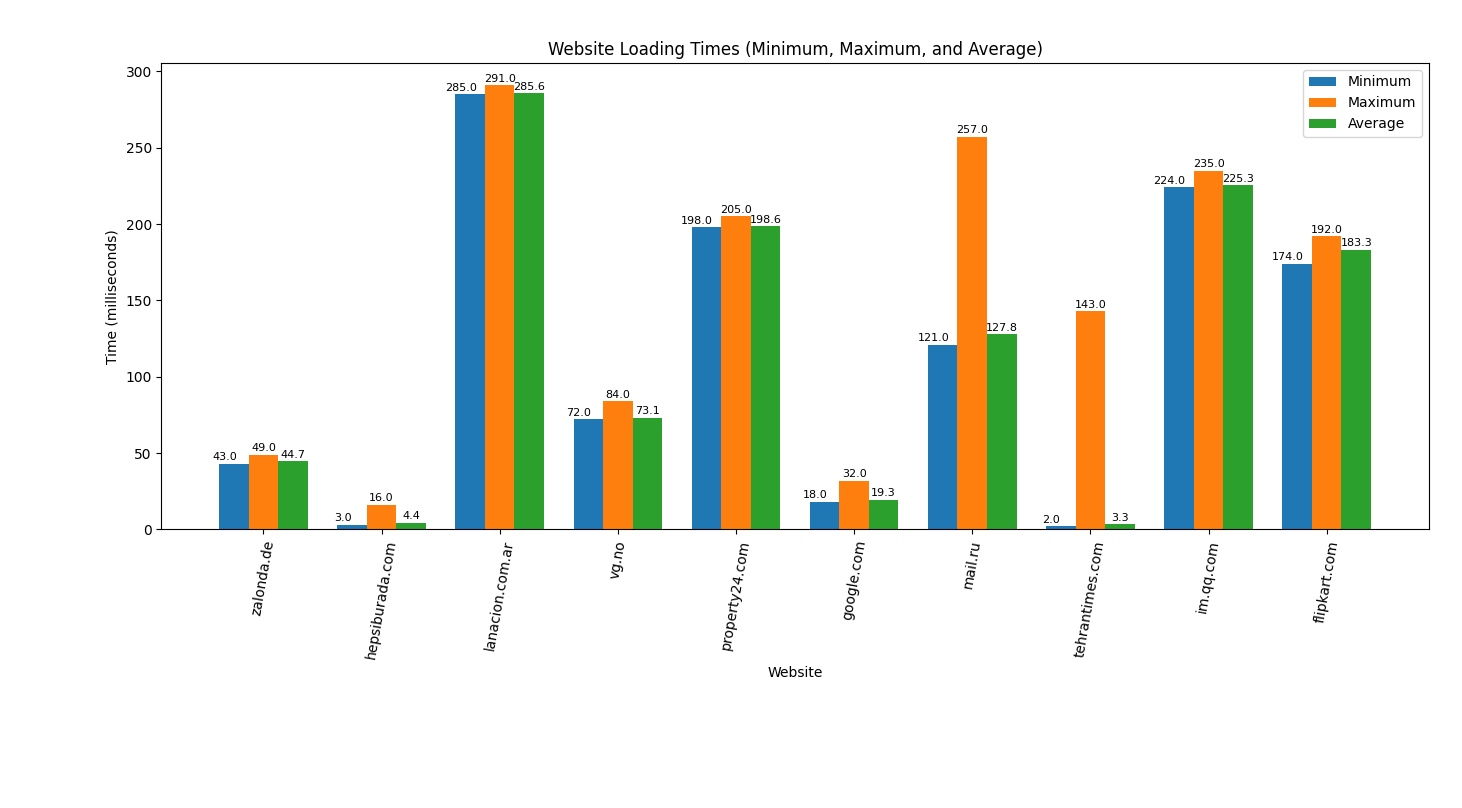 Website Loading Times (Minimum, Maximum, and Average)
Minimum
Maximum
Average
Time (milliseconds)
300
250
200
150
100
50
0
43.0 49.0 44.7
3.0 16.0 4.4
285.0 291.0 285.6
72.0 84.0 73.1
198.0 205.0 198.6
18.0 32.0 19.3
121.0 257.0 127.8
2.0 143.0 3.3
224.0 235.0 225.3
174.0 192.0 183.3
zalonda.de
hepsiburada.com
lanacion.com.ar
vg.no
property24.com
google.com
mail.ru
tehrantimes.com
im.qq.com
flipkart.com
Website